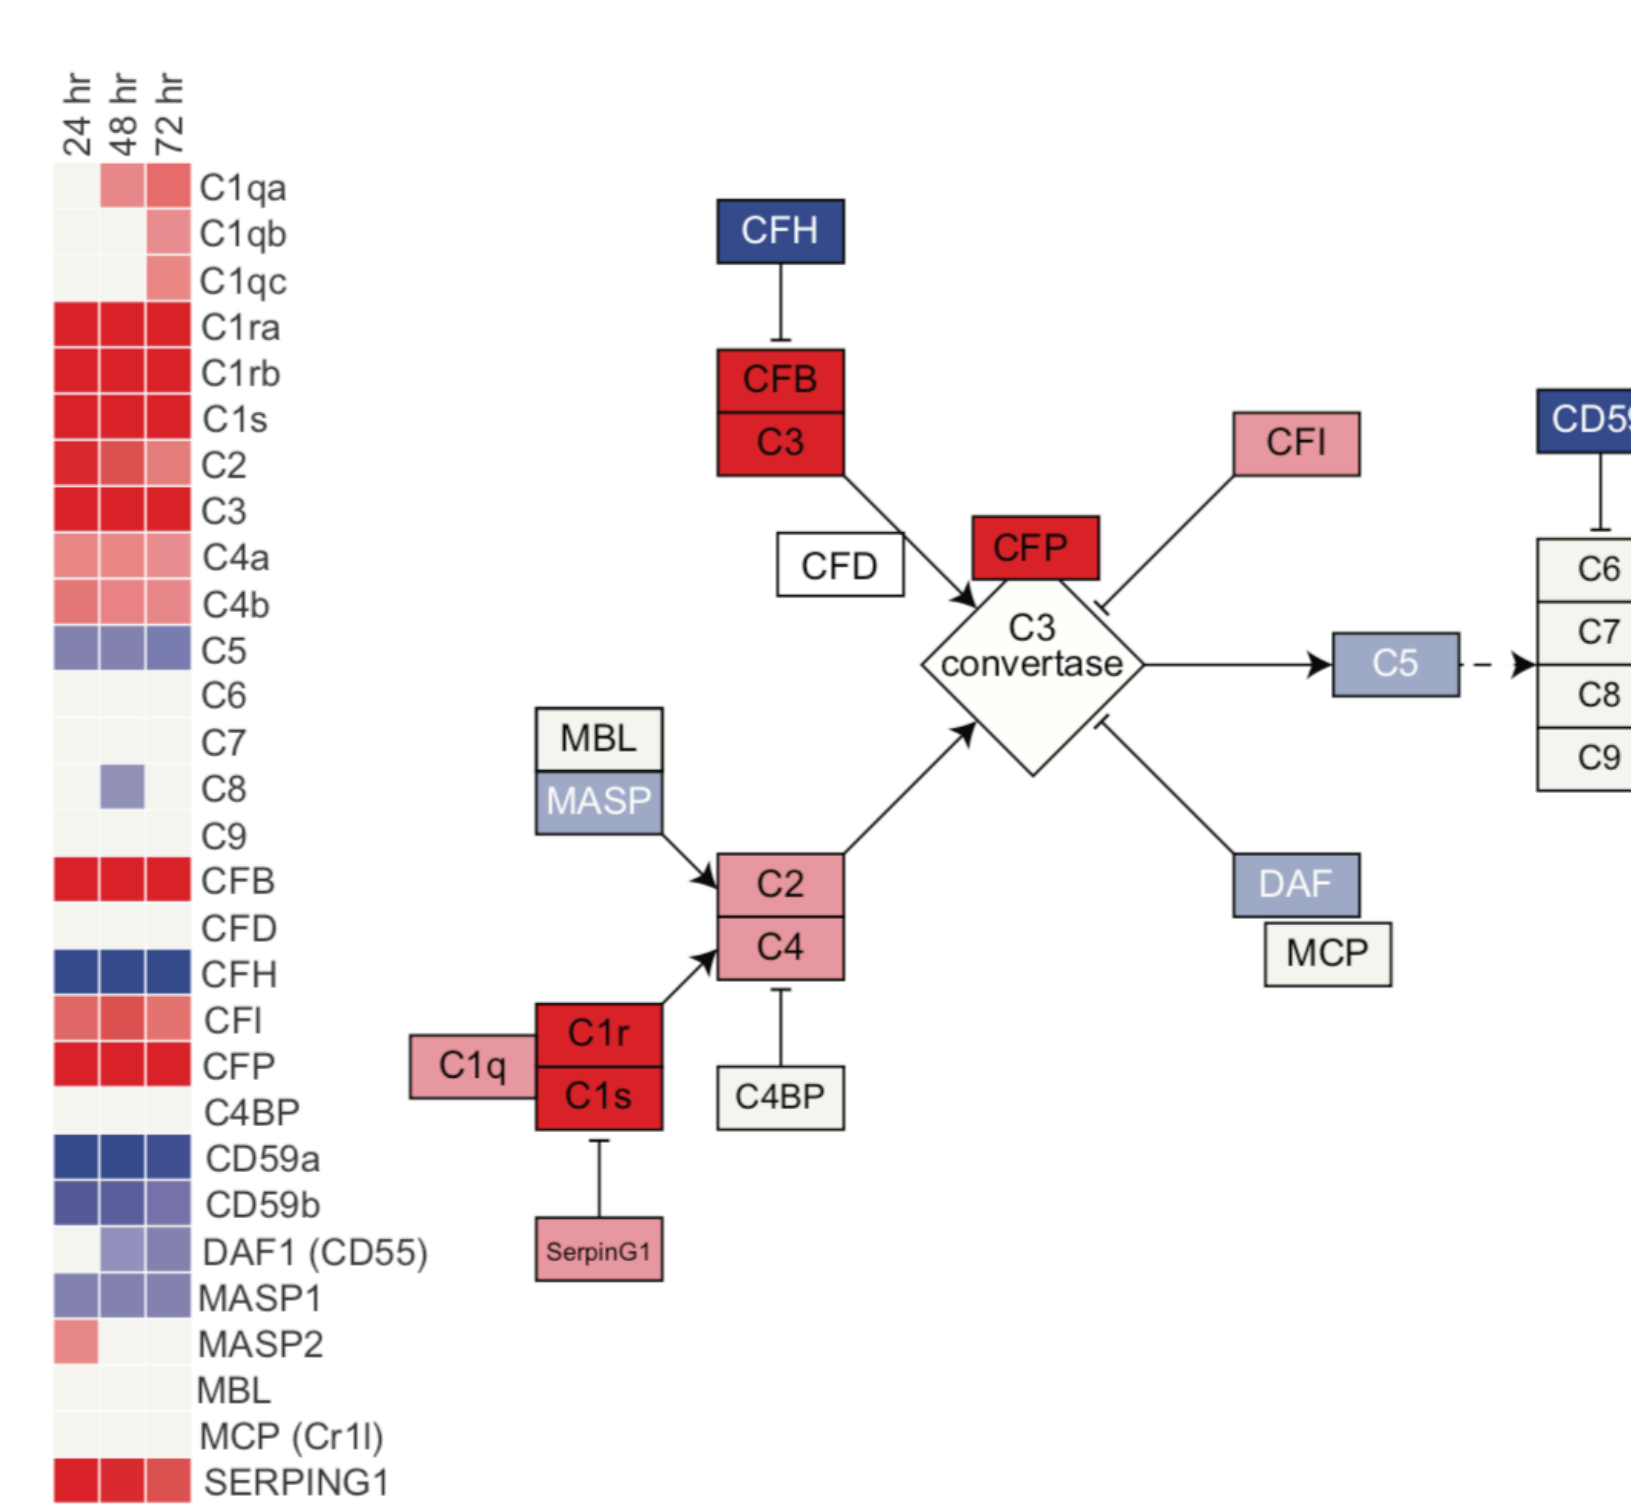 24 hr
48 hr
72 hr
C1qa
C1qb
C1qc
C1ra
C1rb
C1s
C2
C3
C4a
C4b
C5
C6
C7
C8
C9
CFB
CFD
CFH
CFI
CFP
C4BP
CD59a
CD59b
DAF1 (CD55)
MASP1
MASP2
MBL
MCP (Cr1l)
SERPING1
CFH
CFB
C3
CFD
CFP
CFI
C3
convertase
C5
CD59
C6
C7
C8
C9
MBL
MASP
C2
C4
DAF
MCP
C1q
C1r
C1s
C4BP
SerpinG1